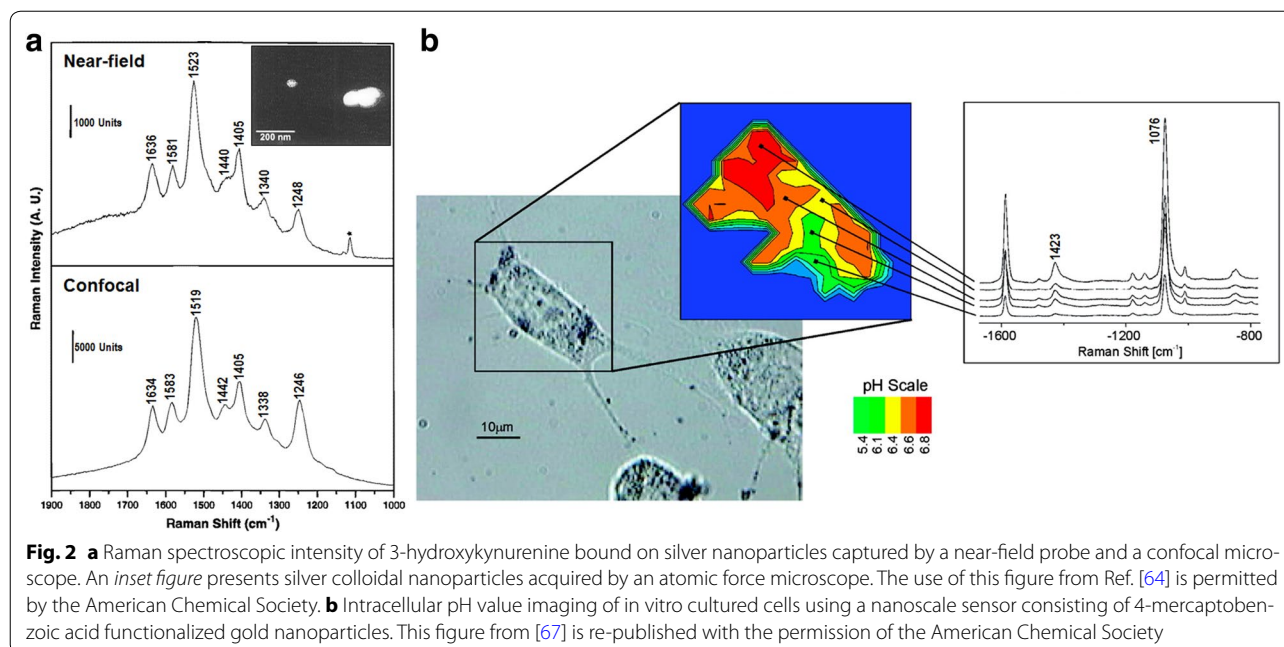 a
Near-field
1000 Units
1636
1581
1523
1440
1405
1340
1248
*
200 nm
Confocal
5000 Units
1634
1583
1519
1442
1405
1338
1246
Raman Intensity (A. U.)
1900 1800 1700 1600 1500 1400 1300 1200 1100 1000
Raman Shift (cm-1)
b
10μm
pH Scale
5.4
6.1
6.4
6.6
6.8
1423
1076
-1600 -1200 -800
Raman Shift [cm-1]
Fig. 2 a Raman spectroscopic intensity of 3-hydroxykynurenine bound on silver nanoparticles captured by a near-field probe and a confocal micro-
scope. An inset figure presents silver colloidal nanoparticles acquired by an atomic force microscope. The use of this figure from Ref. [64] is permitted
by the American Chemical Society. b Intracellular pH value imaging of in vitro cultured cells using a nanoscale sensor consisting of 4-mercaptoben-
zoic acid functionalized gold nanoparticles. This figure from [67] is re-published with the permission of the American Chemical Society